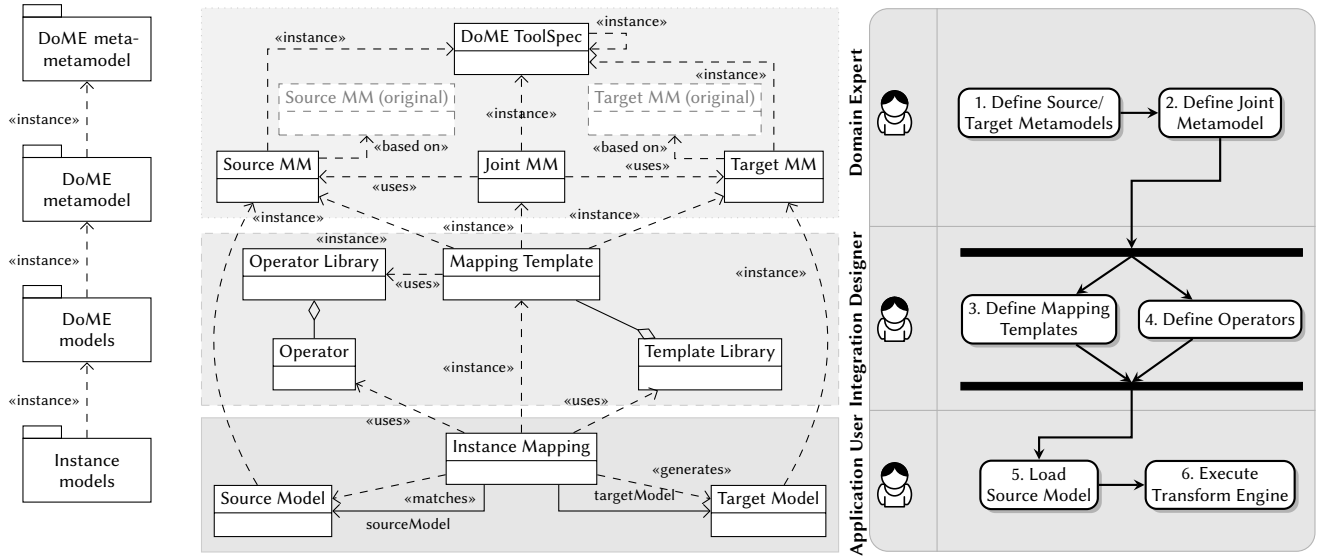 DoME meta-
metamodel
«instance»
DoME
metamodel
«instance»
DoME
models
«instance»
Instance
models
«instance»
DoME ToolSpec
«instance»
«instance»
Source MM (original)
Target MM (original)
«instance»
«based on»
«based on»
Source MM
Joint MM
Target MM
«uses»
«uses»
«instance»
«instance»
«instance»
«instance»
Operator Library
Mapping Template
«uses»
«instance»
Operator
Template Library
«instance»
«uses»
«uses»
Instance Mapping
«generates»
Source Model
«matches»
targetModel
Target Model
sourceModel
Domain Expert
1. Define Source/
Target Metamodels
2. Define Joint
Metamodel
Integration Designer
3. Define Mapping
Templates
4. Define Operators
Application User
5. Load
Source Model
6. Execute
Transform Engine